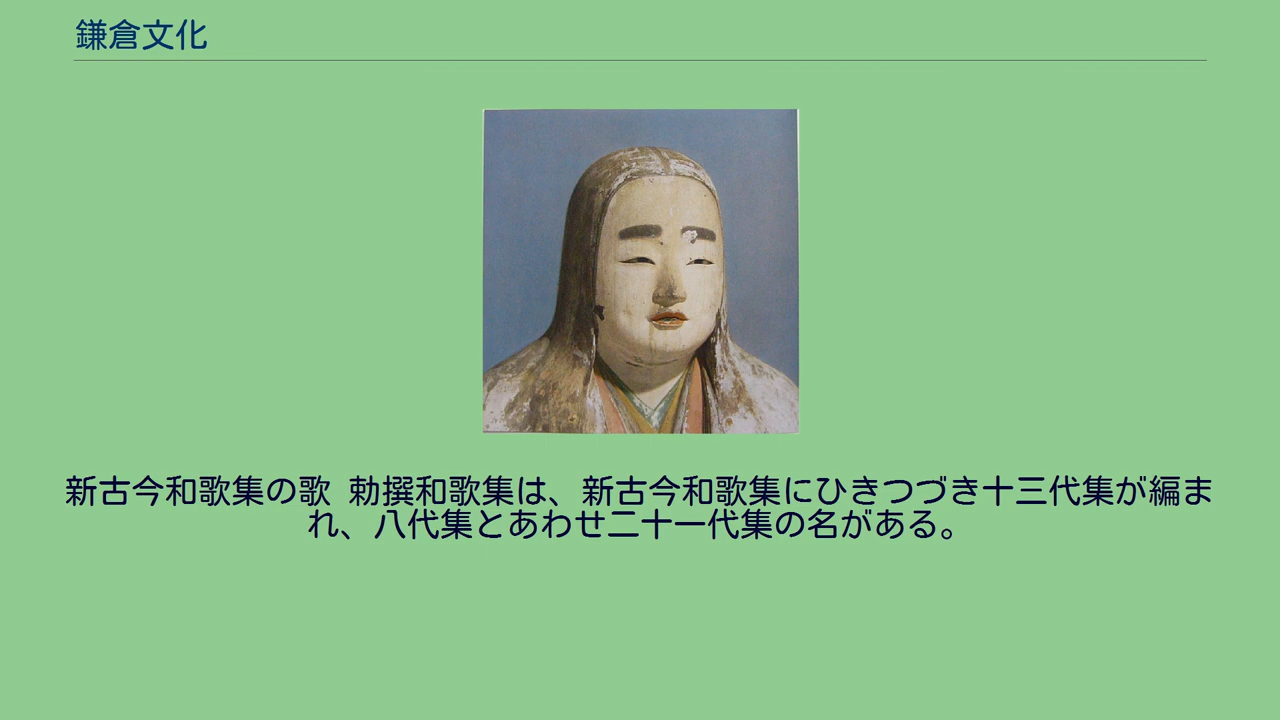 鎌倉文化
新古今和歌集の歌 勅撰和歌集は、新古今和歌集にひきつづき十三代集が編ま
れ、八代集とあわせ二十一代集の名がある。